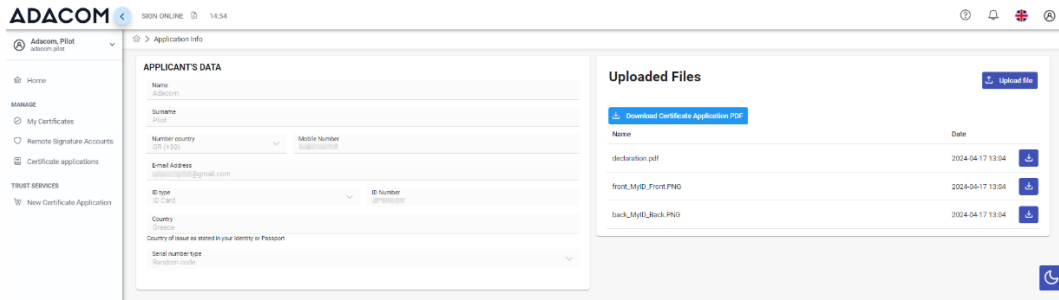 ADACOM
SIGN ONLINE 14:54
Adacom, Pilot
adacom.pilot
Home
MANAGE
My Certificates
Remote Signature Accounts
Certificate applications
TRUST SERVICES
New Certificate Application
> Application Info
APPLICANT'S DATA
Name
Adacom
Surname
Pilot
Number country
GR (+30)
Mobile Number
E-mail Address
@gmail.com
ID type
ID Card
ID Number
Country
Greece
Country of issue as stated in your Identity or Passport
Serial number type
Random code
Uploaded Files
Upload file
Download Certificate Application PDF
Name Date
declaration.pdf 2024-04-17 13:04
front_MyID_Front.PNG 2024-04-17 13:04
back_MyID_Back.PNG 2024-04-17 13:04